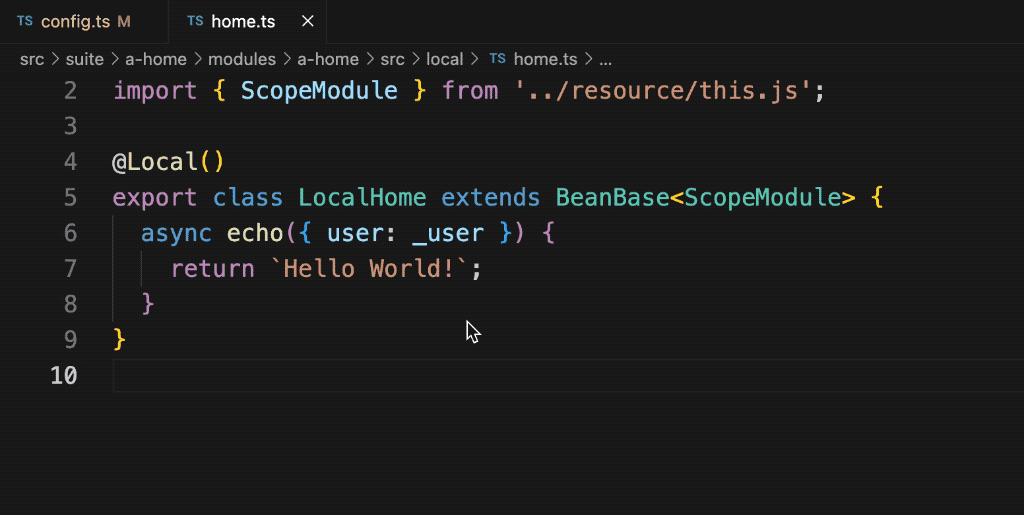 TS config.ts M TS home.ts ×
src > suite > a-home > modules > a-home > src > local > TS home.ts > ...
2 import { ScopeModule } from '../resource/this.js';
3
4 @Local()
5 export class LocalHome extends BeanBase<ScopeModule> {
6   async echo({ user: _user }) {
7     return `Hello World!`;
8   }
9 }
10